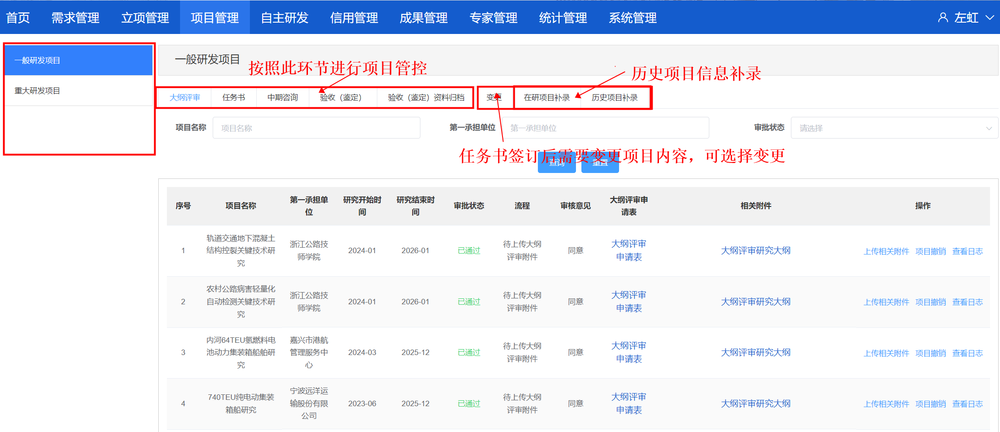 首页 需求管理 立项管理 项目管理 自主研发 信用管理 成果管理 专家管理 统计管理 系统管理 左虹
一般研发项目
重大研发项目
一般研发项目
按照此环节进行项目管控
历史项目信息补录
大纲评审 任务书 中期咨询 验收（鉴定） 验收（鉴定）资料归档 变更 在研项目补录 历史项目补录
项目名称 项目名称 第一承担单位 第一承担单位 审批状态 请选择
任务书签订后需要变更项目内容，可选择变更
查询 重置
序号 项目名称 第一承担单位 研究开始时间 研究结束时间 审批状态 流程 审核意见 大纲评审申请表 相关附件 操作
1 轨道交通地下混凝土结构控裂关键技术研究 浙江公路技师学院 2024-01 2026-01 已通过 待上传大纲评审附件 同意 大纲评审申请表 大纲评审研究大纲 上传相关附件 项目撤销 查看日志
2 农村公路病害轻量化自动检测关键技术研究 浙江公路技师学院 2024-01 2026-01 已通过 待上传大纲评审附件 同意 大纲评审申请表 大纲评审研究大纲 上传相关附件 项目撤销 查看日志
3 内河64TEU氢燃料电池动力集装箱船舶研究 嘉兴市港航管理服务中心 2024-03 2025-12 已通过 待上传大纲评审附件 同意 大纲评审申请表 大纲评审研究大纲 上传相关附件 项目撤销 查看日志
4 740TEU纯电动集装箱船研究 宁波远洋运输股份有限公司 2023-06 2025-12 已通过 待上传大纲评审附件 同意 大纲评审申请表 大纲评审研究大纲 上传相关附件 项目撤销 查看日志